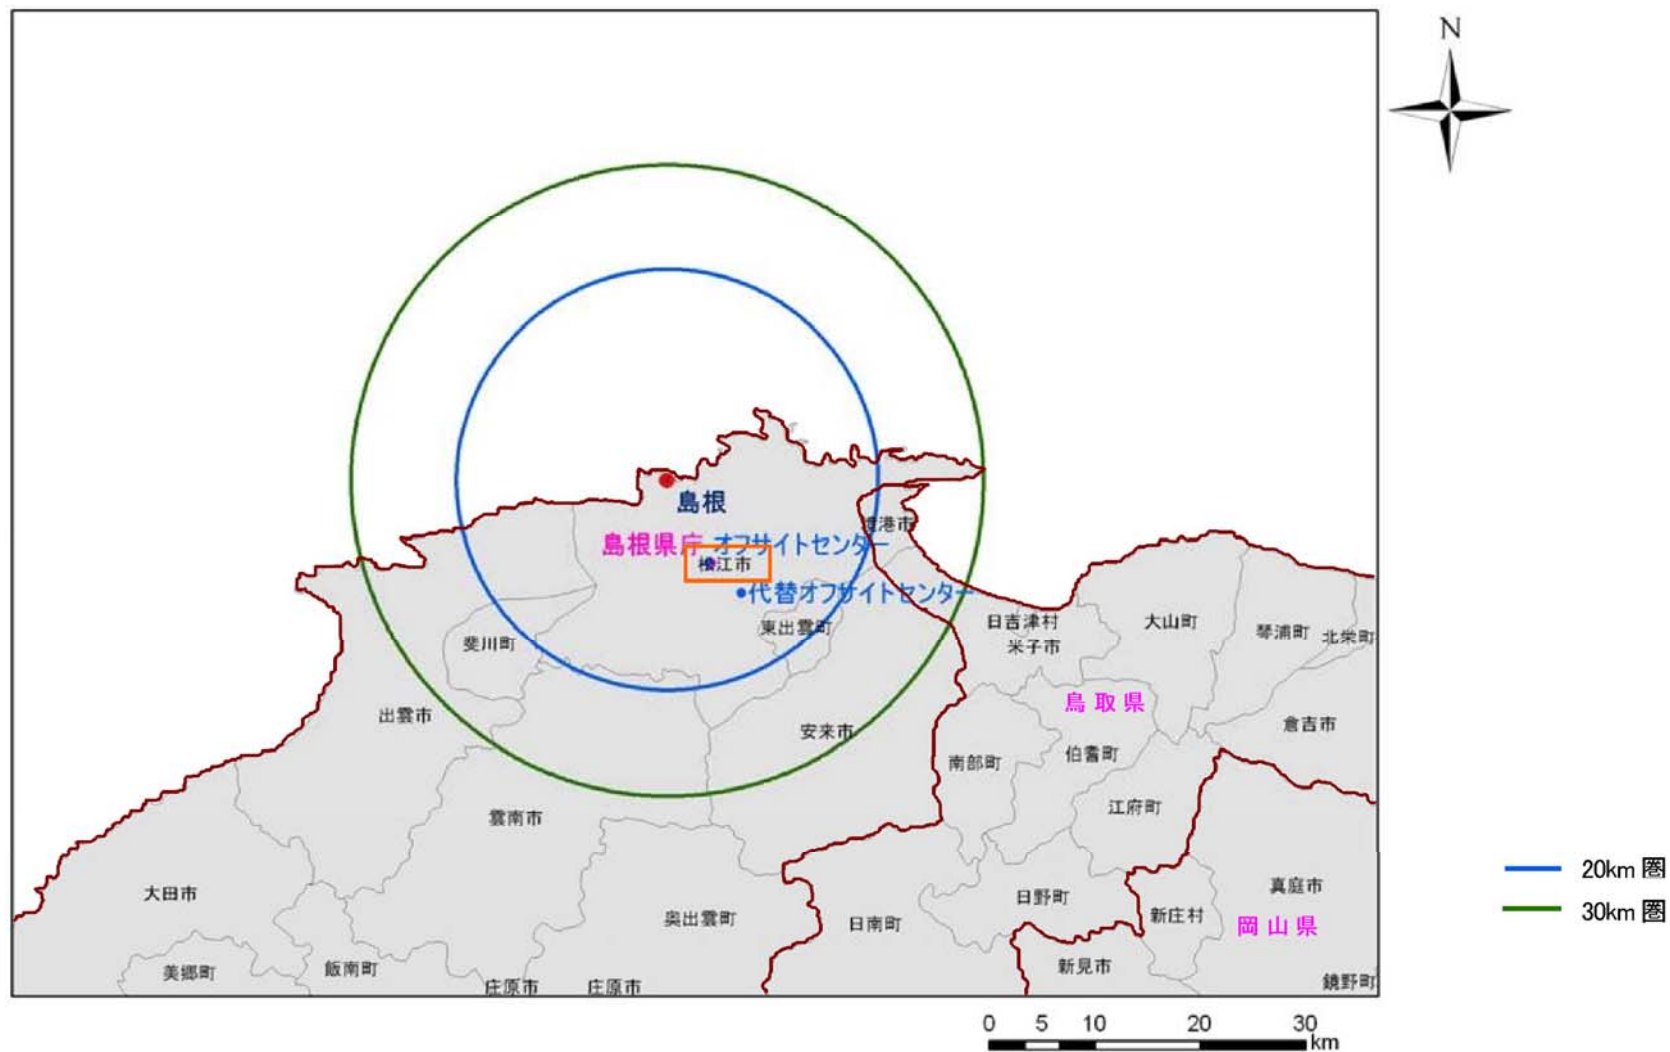 N
島根
島根県庁 オフサイトセンター
松江市
•代替オフサイトセンター
港市
東出雲町
斐川町
日吉津村
米子市
大山町
琴浦町
北栄町
鳥取県
出雲市
安来市
倉吉市
南部町
伯耆町
江府町
雲南市
大田市
奥出雲町
日南町
日野町
新庄村
真庭市
岡山県
美郷町
飯南町
庄原市
庄原市
新見市
鏡野町
20km 圏
30km 圏
0 5 10 20 30
km